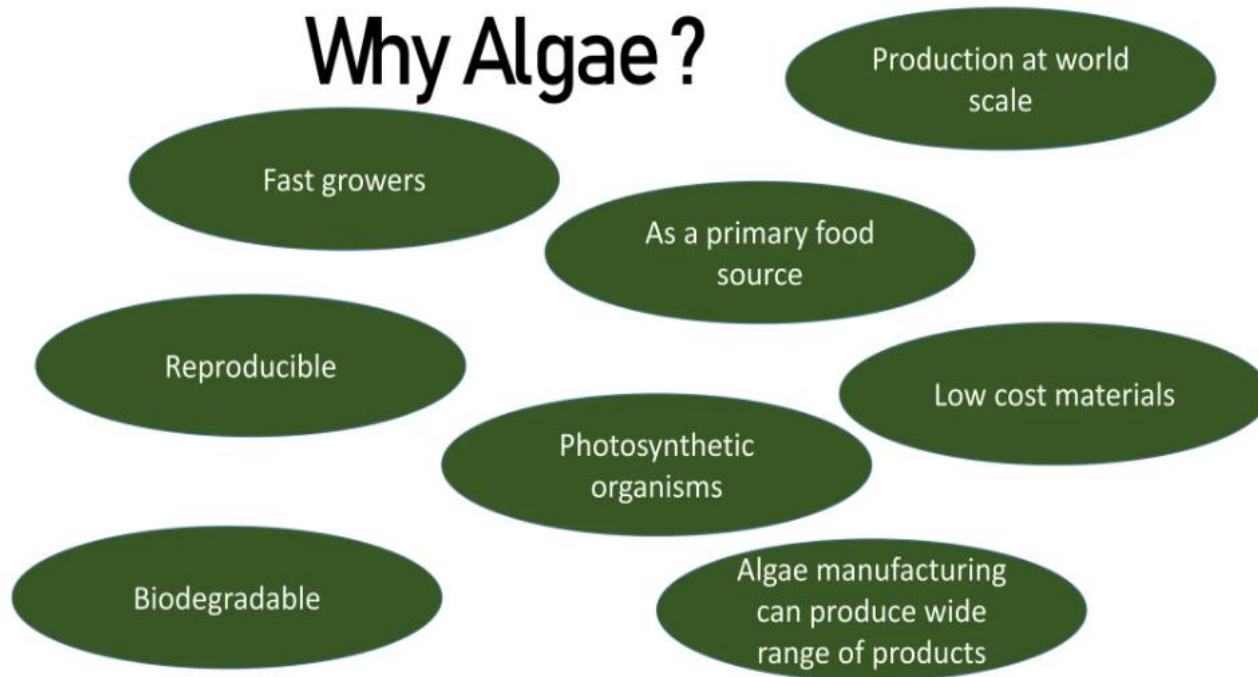 Why Algae ?
Production at world
scale
Fast growers
As a primary food
source
Reproducible
Low cost materials
Photosynthetic
organisms
Biodegradable
Algae manufacturing
can produce wide
range of products